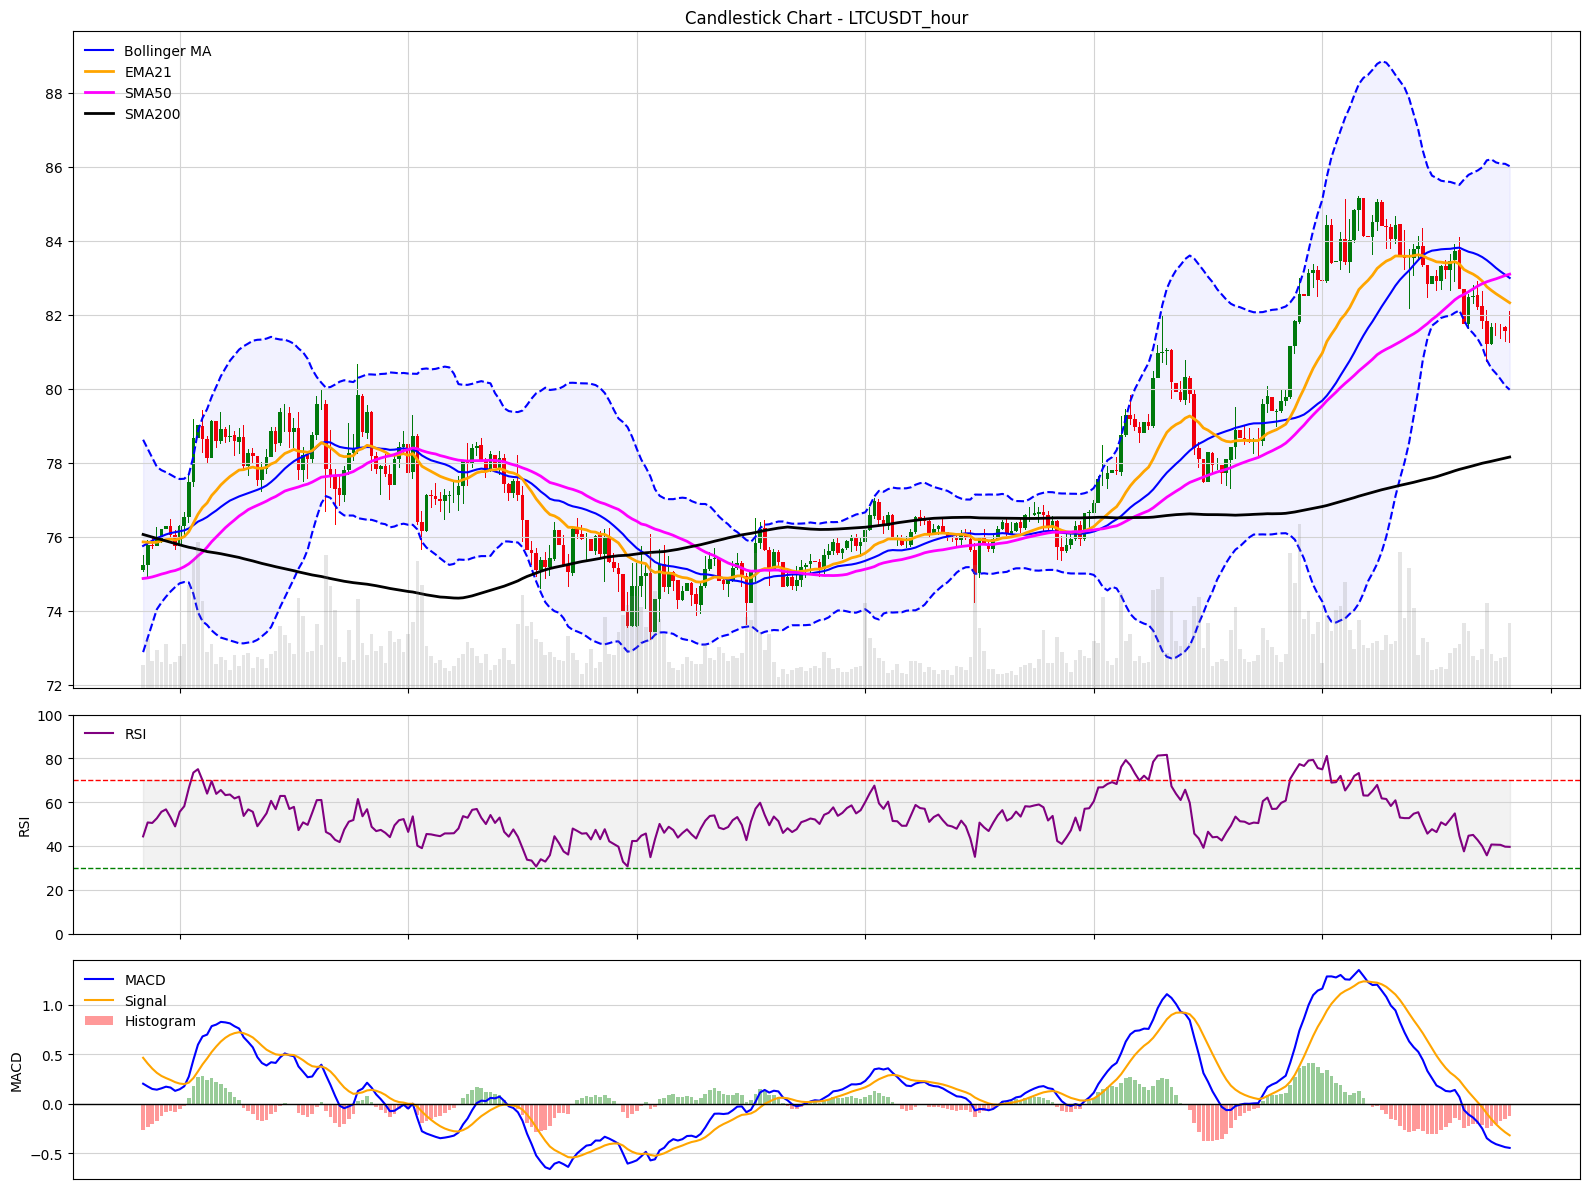 Candlestick Chart - LTCUSDT_hour
Bollinger MA
EMA21
SMA50
SMA200
88
86
84
82
80
78
76
74
72
RSI
100
80
60
40
20
0
RSI
MACD
Signal
Histogram
1.0
0.5
0.0
−0.5
MACD